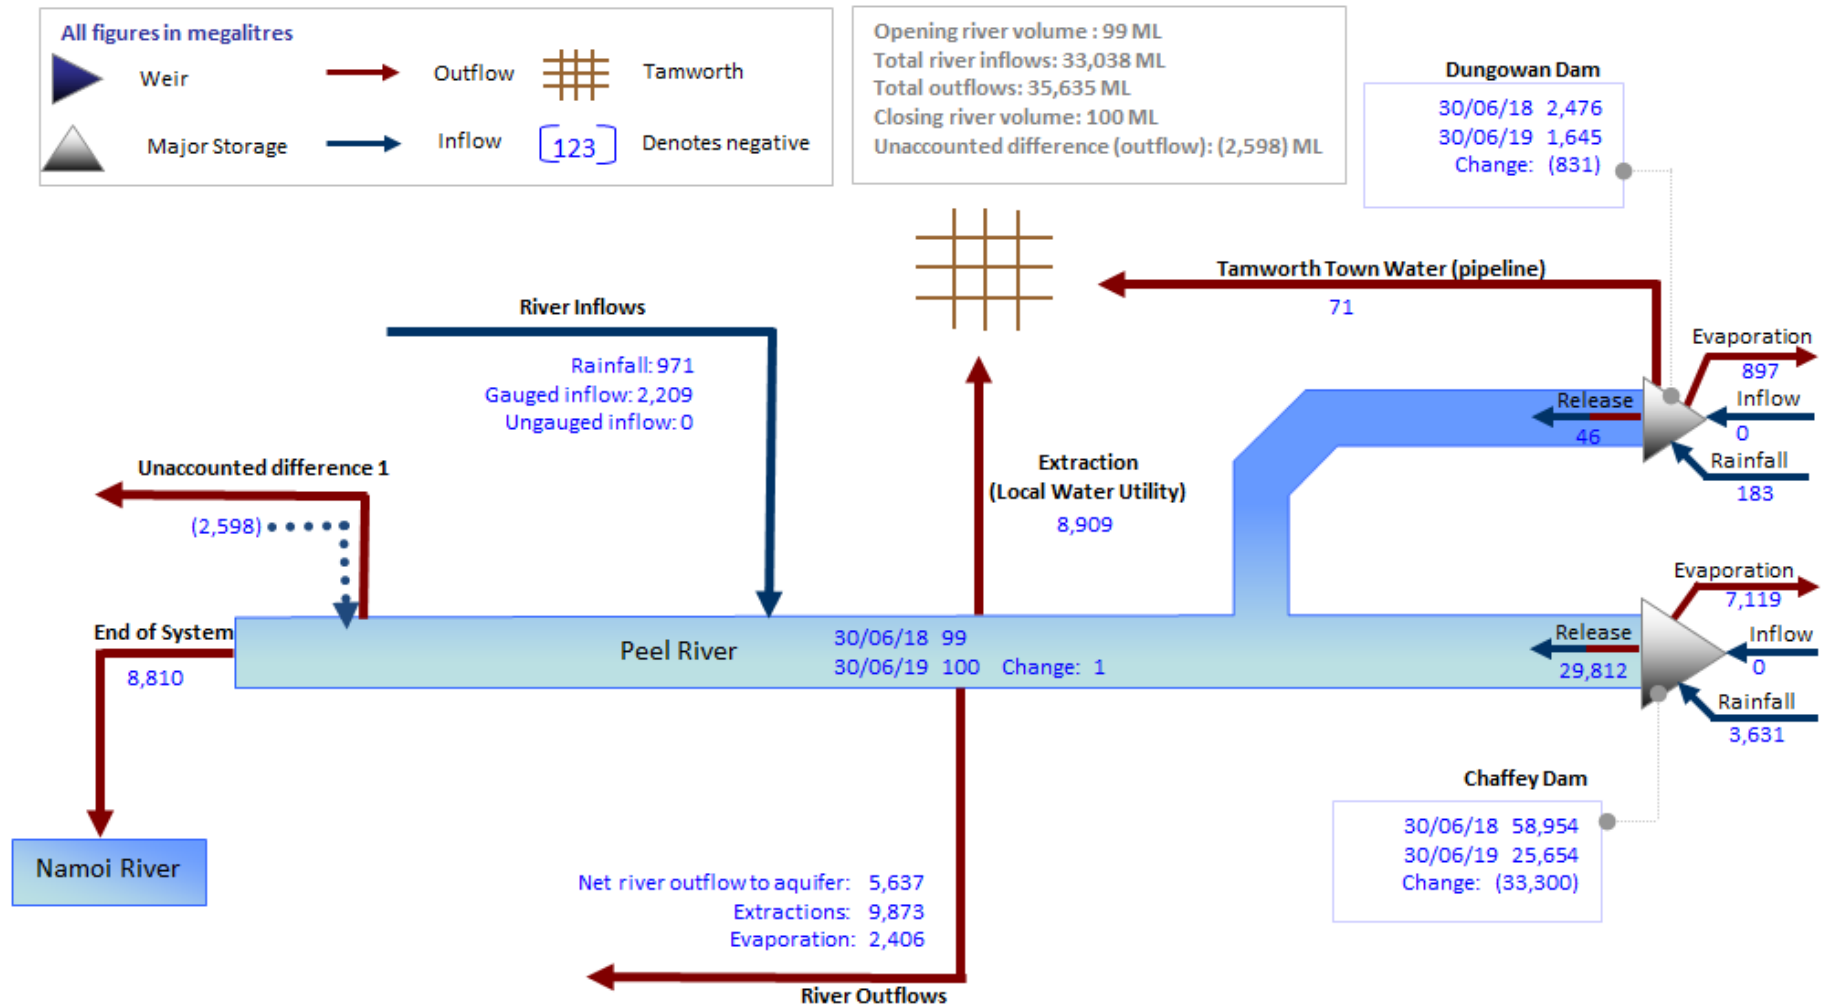 All figures in megalitres
Weir
Outflow
Tamworth
Major Storage
Inflow
[123]
Denotes negative
Opening river volume : 99 ML
Total river inflows: 33,038 ML
Total outflows: 35,635 ML
Closing river volume: 100 ML
Unaccounted difference (outflow): (2,598) ML
Dungowan Dam
30/06/18 2,476
30/06/19 1,645
Change: (831)
Tamworth Town Water (pipeline)
71
River Inflows
Rainfall: 971
Gauged inflow: 2,209
Ungauged inflow: 0
Evaporation
897
Release
46
Inflow
0
Rainfall
183
Unaccounted difference 1
(2,598)
Extraction
(Local Water Utility)
8,909
End of System
8,810
Peel River
30/06/18 99
30/06/19 100 Change: 1
Evaporation
7,119
Release
29,812
Inflow
0
Rainfall
3,631
Chaffey Dam
30/06/18 58,954
30/06/19 25,654
Change: (33,300)
Namoi River
Net river outflow to aquifer: 5,637
Extractions: 9,873
Evaporation: 2,406
River Outflows